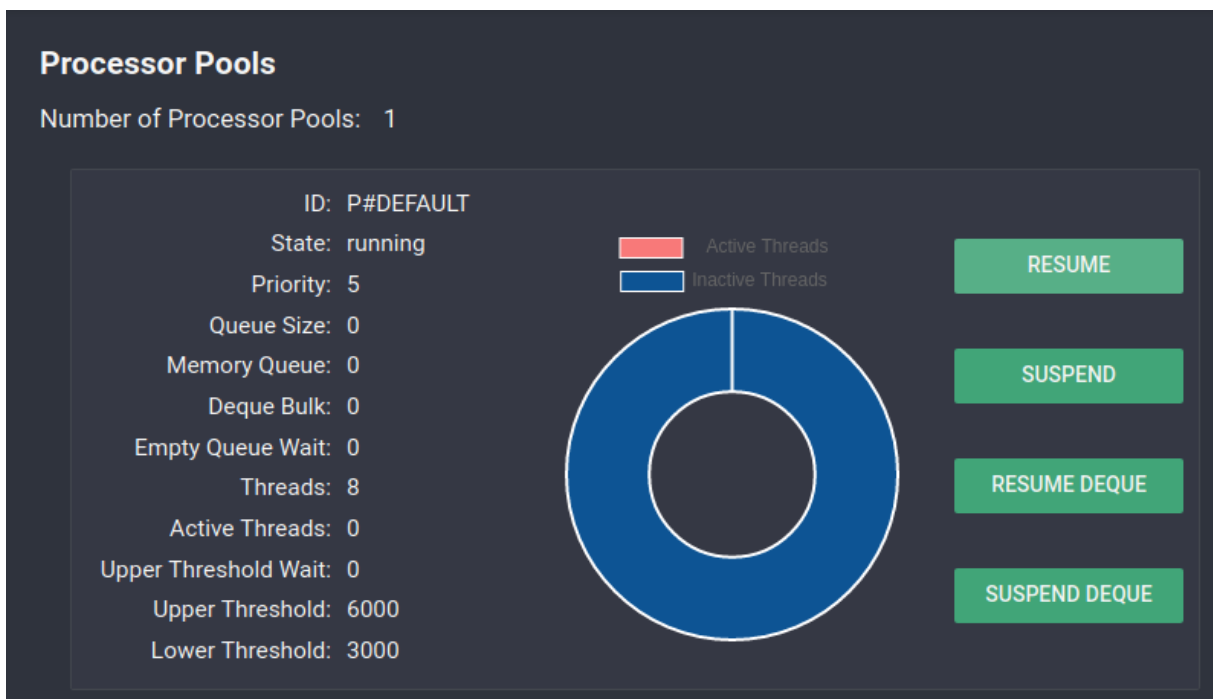 Processor Pools
Number of Processor Pools: 1
ID: P#DEFAULT
State: running
Priority: 5
Queue Size: 0
Memory Queue: 0
Deque Bulk: 0
Empty Queue Wait: 0
Threads: 8
Active Threads: 0
Upper Threshold Wait: 0
Upper Threshold: 6000
Lower Threshold: 3000
Active Threads
Inactive Threads
RESUME
SUSPEND
RESUME DEQUE
SUSPEND DEQUE